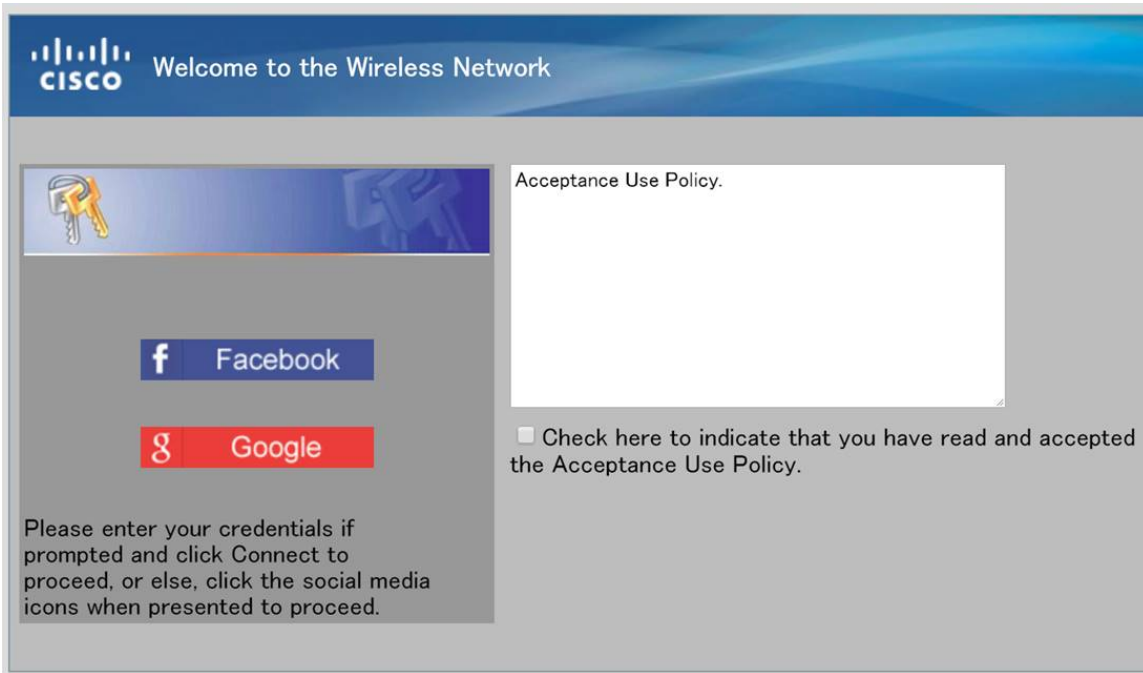 CISCO
Welcome to the Wireless Network
Acceptance Use Policy.
f Facebook
g Google
Check here to indicate that you have read and accepted
the Acceptance Use Policy.
Please enter your credentials if
prompted and click Connect to
proceed, or else, click the social media
icons when presented to proceed.